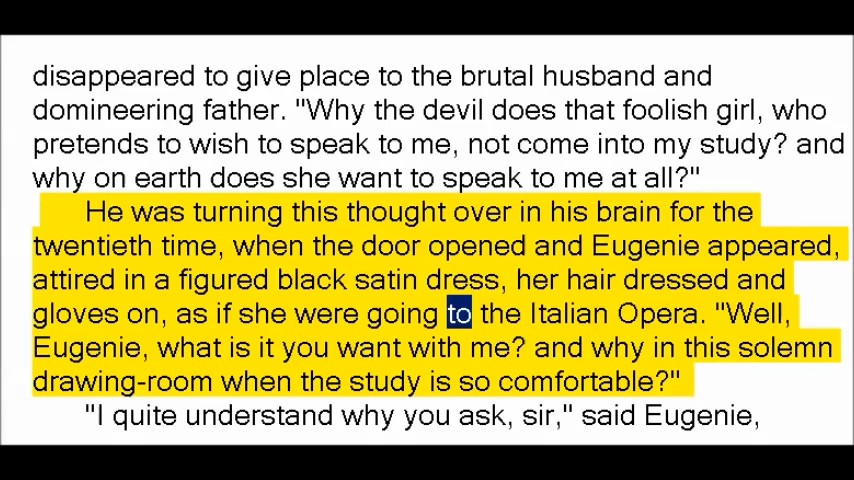 disappeared to give place to the brutal husband and
domineering father. "Why the devil does that foolish girl, who
pretends to wish to speak to me, not come into my study? and
why on earth does she want to speak to me at all?"
He was turning this thought over in his brain for the
twentieth time, when the door opened and Eugenie appeared,
attired in a figured black satin dress, her hair dressed and
gloves on, as if she were going to the Italian Opera. "Well,
Eugenie, what is it you want with me? and why in this solemn
drawing-room when the study is so comfortable?"
"I quite understand why you ask, sir," said Eugenie,